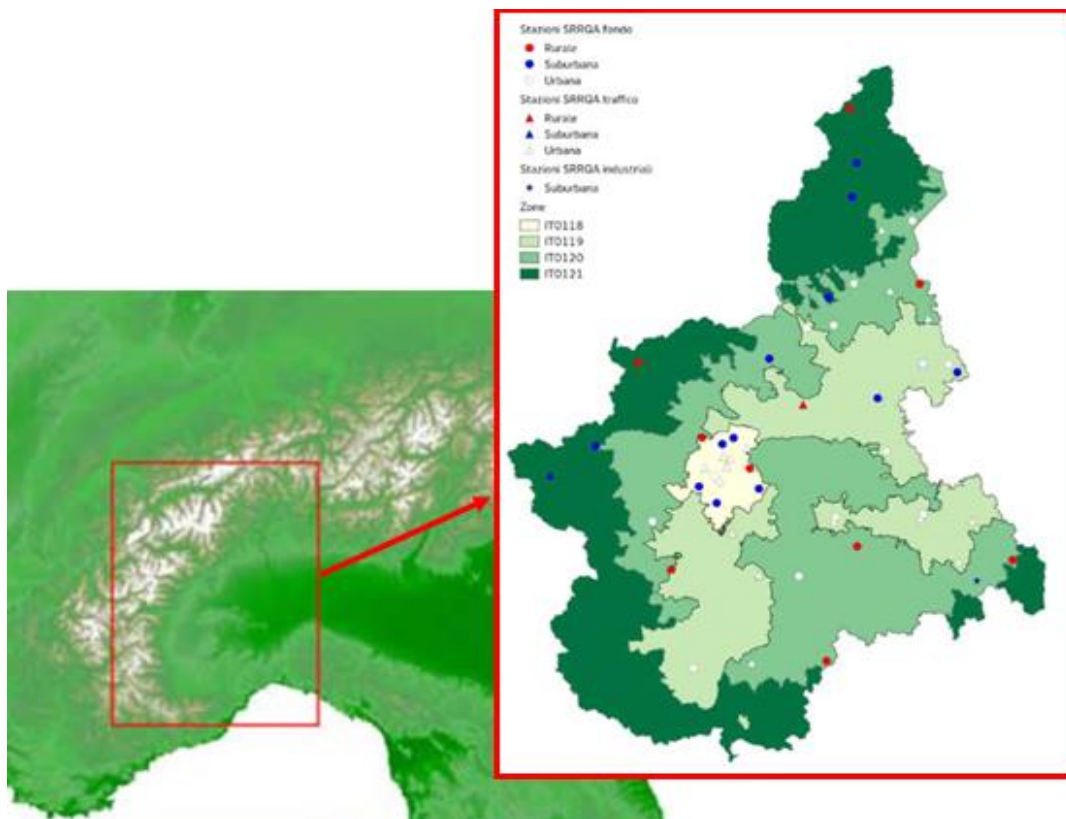 Stazioni SRRQA fondo
Rurale
Suburbana
Urbana
Stazioni SRRQA traffico
Rurale
Suburbana
Urbana
Stazioni SRRQA industriali
Suburbana
Zone
IT0118
IT0119
IT0120
IT0121